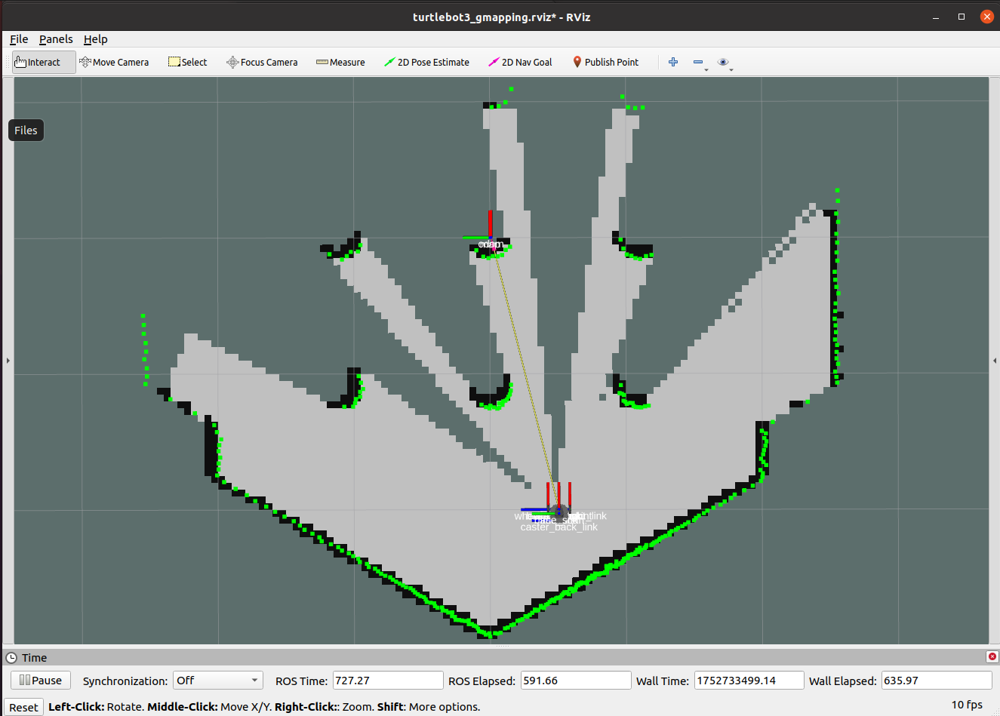 turtlebot3_gmapping.rviz* - RViz
File Panels Help
Interact Move Camera Select Focus Camera Measure 2D Pose Estimate 2D Nav Goal Publish Point
Files
caster_back_link
Time
Pause Synchronization: Off ROS Time: 727.27 ROS Elapsed: 591.66 Wall Time: 1752733499.14 Wall Elapsed: 635.97
Reset Left-Click: Rotate. Middle-Click: Move X/Y. Right-Click:: Zoom. Shift: More options. 10 fps